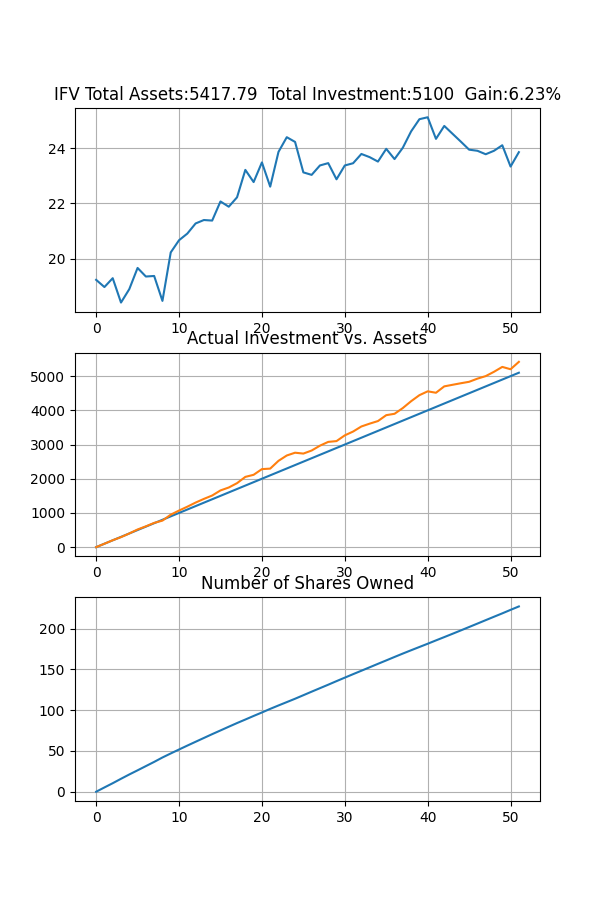 IFV Total Assets:5417.79  Total Investment:5100  Gain:6.23%
24
22
20
0 10 20 30 40 50
Actual Investment vs. Assets
5000
4000
3000
2000
1000
0
0 10 20 30 40 50
Number of Shares Owned
200
150
100
50
0
0 10 20 30 40 50